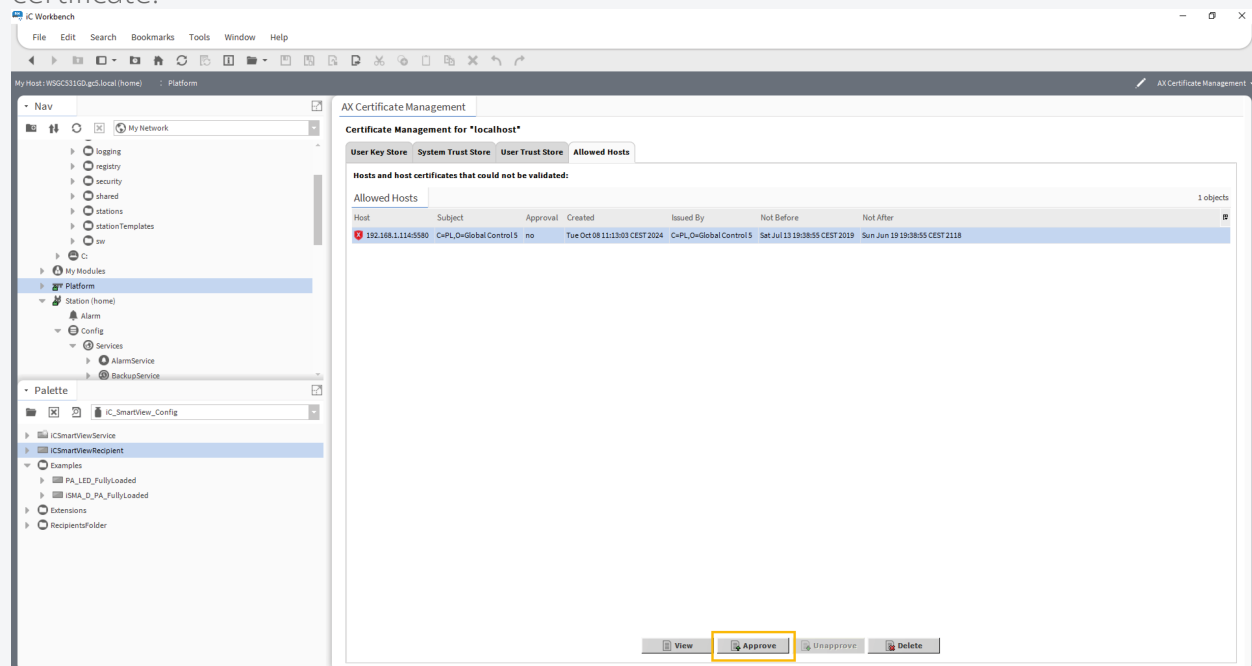 certificate.
iC Workbench
File Edit Search Bookmarks Tools Window Help
My Host : WSGCS31GD.gc5.local (home) : Platform
AX Certificate Management
Nav
My Network
logging
registry
security
shared
stations
stationTemplates
sw
C:
My Modules
Platform
Station (home)
Alarm
Config
Services
AlarmService
BackupService
Palette
iC_SmartView_Config
iCSmartViewService
iCSmartViewRecipient
Examples
PA_LED_FullyLoaded
iSMA_D_PA_FullyLoaded
Extensions
RecipientsFolder
AX Certificate Management
Certificate Management for "localhost"
User Key Store System Trust Store User Trust Store Allowed Hosts
Hosts and host certificates that could not be validated:
Allowed Hosts 1 objects
Host Subject Approval Created Issued By Not Before Not After
192.168.1.114:5580 C=PL,O=Global Control 5 no Tue Oct 08 11:13:03 CEST 2024 C=PL,O=Global Control 5 Sat Jul 13 19:38:55 CEST 2019 Sun Jun 19 19:38:55 CEST 2118
View Approve Unapprove Delete